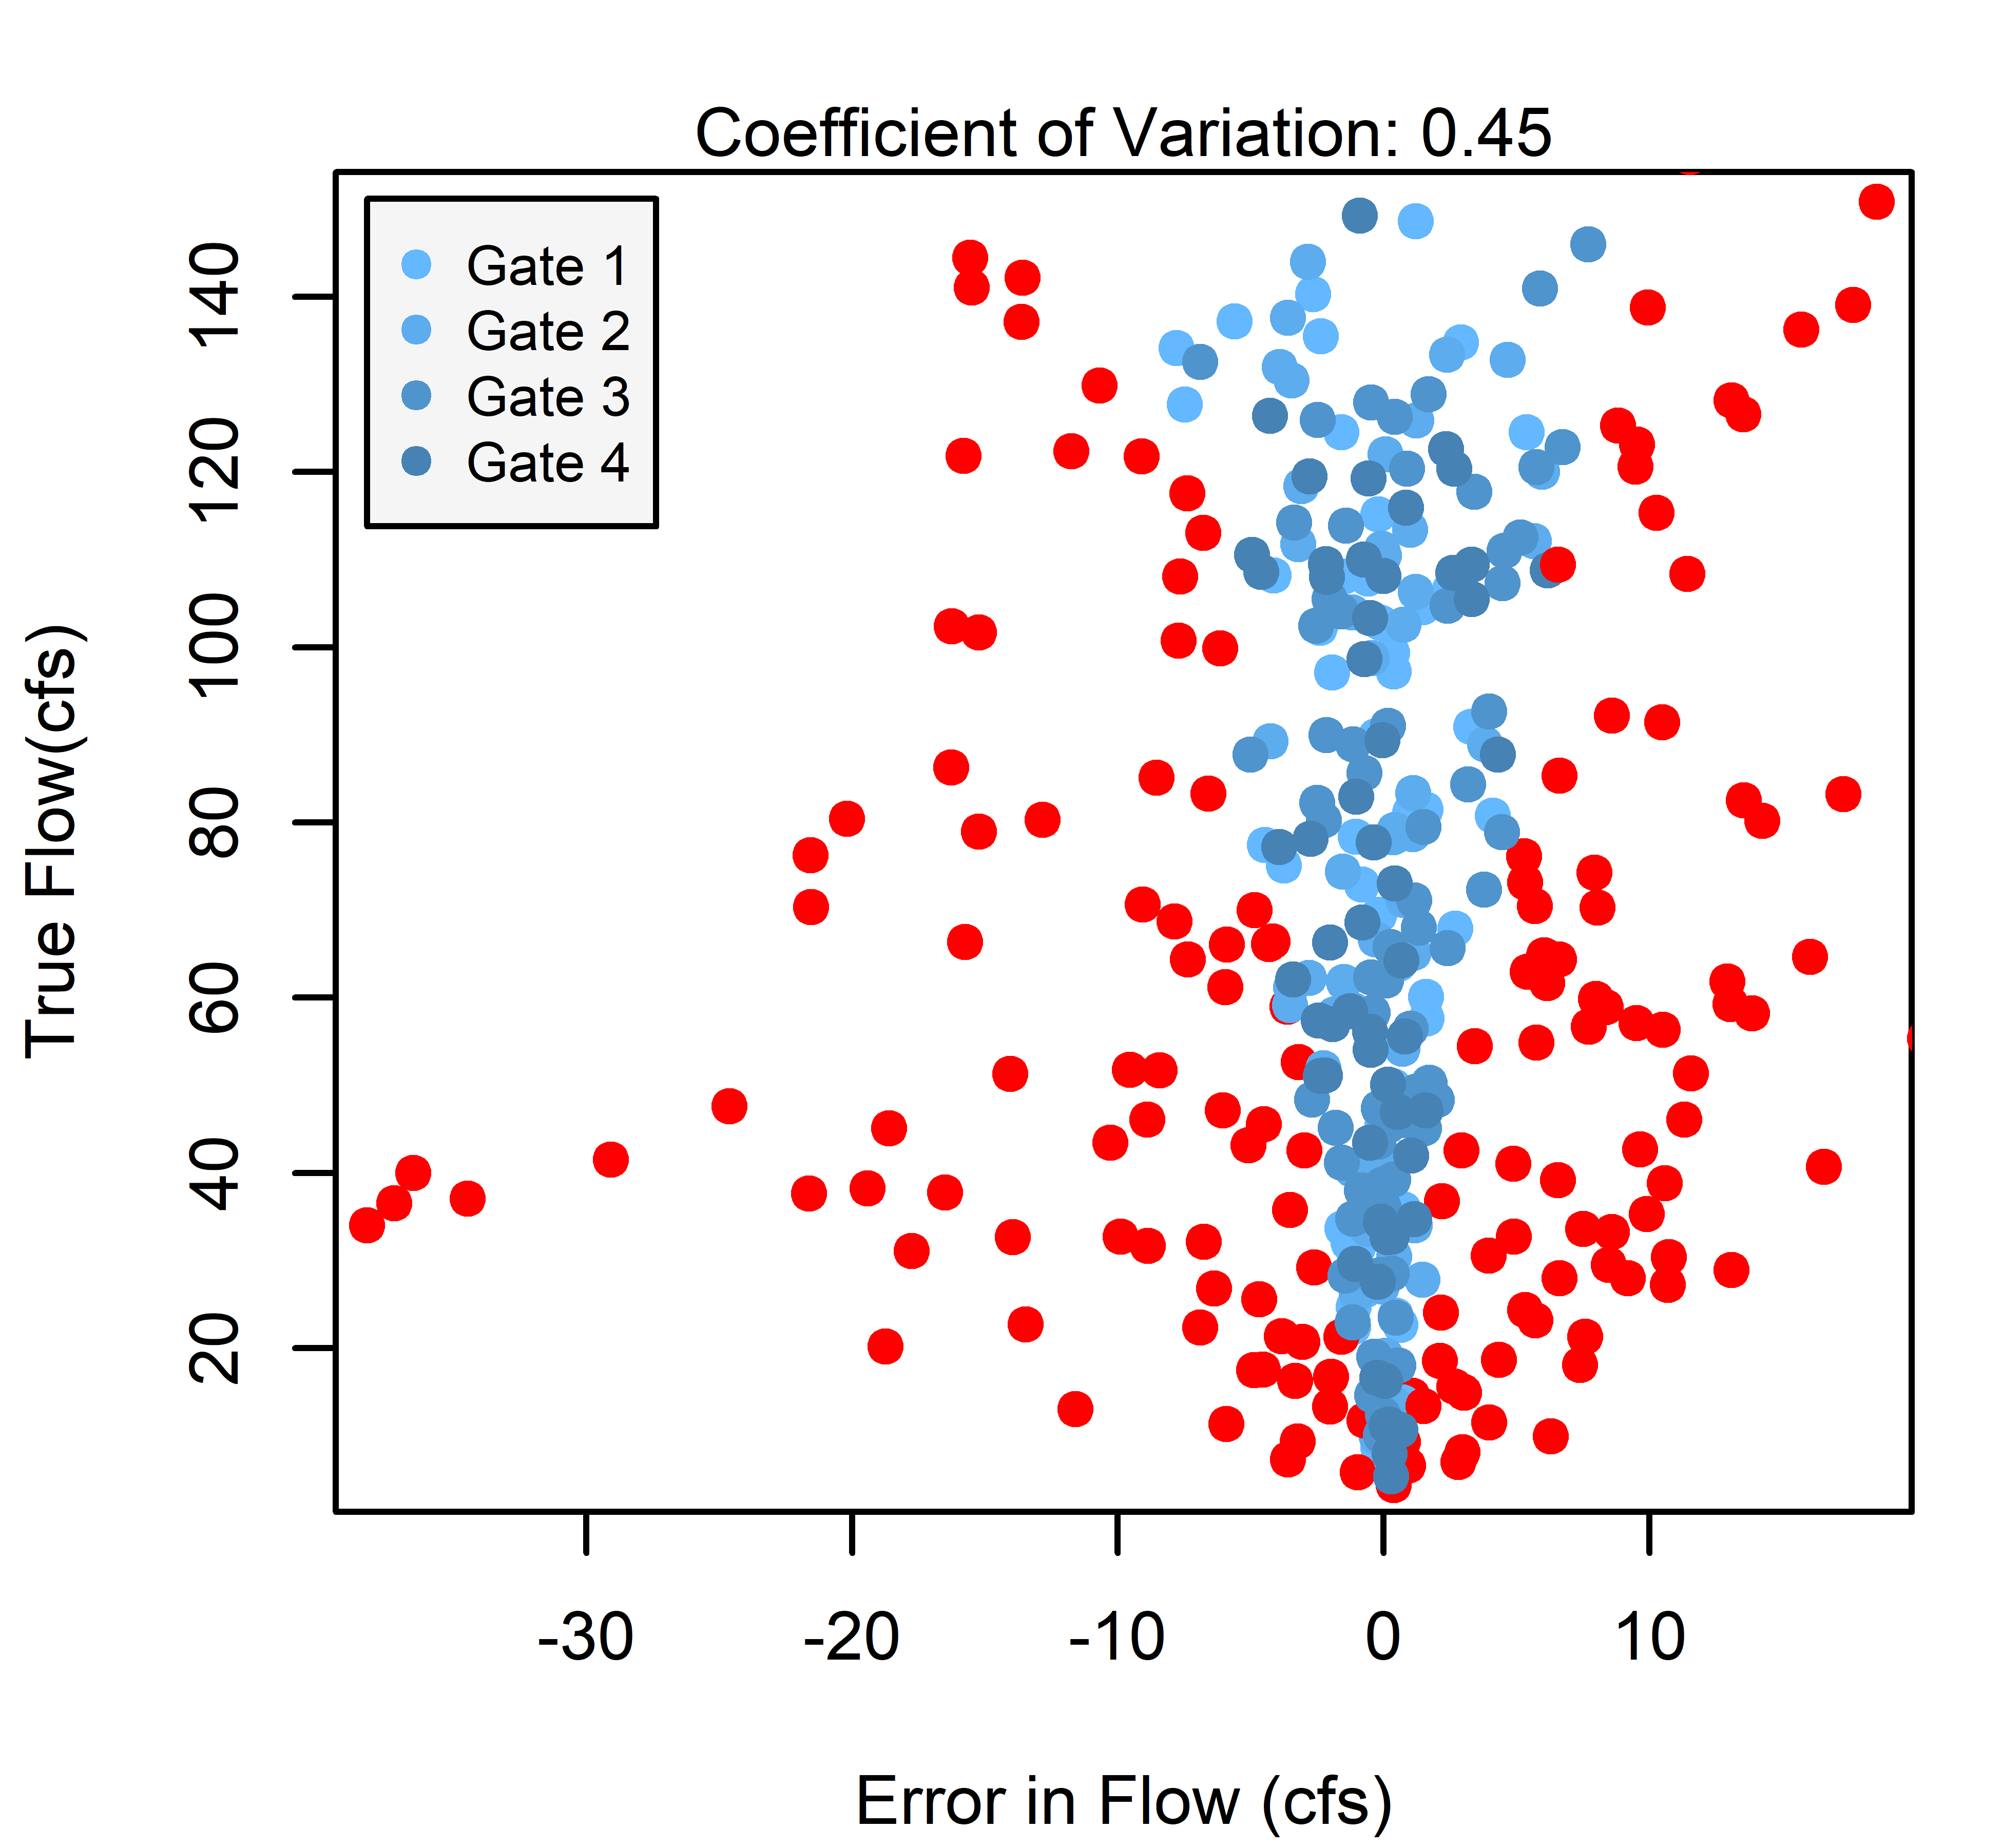 Coefficient of Variation: 0.45
Gate 1
Gate 2
Gate 3
Gate 4
True Flow(cfs)
140
120
100
80
60
40
20
-30 -20 -10 0 10
Error in Flow (cfs)